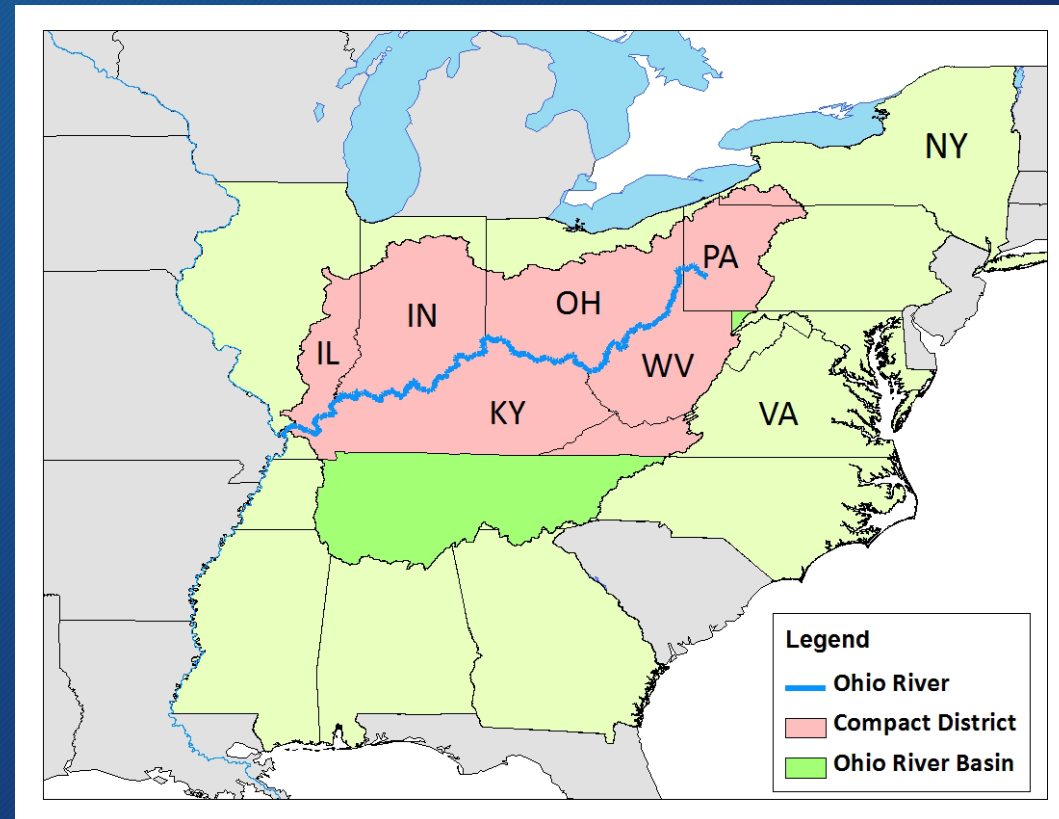 NY
PA
OH
IN
IL
WV
KY
VA
Legend
Ohio River
Compact District
Ohio River Basin